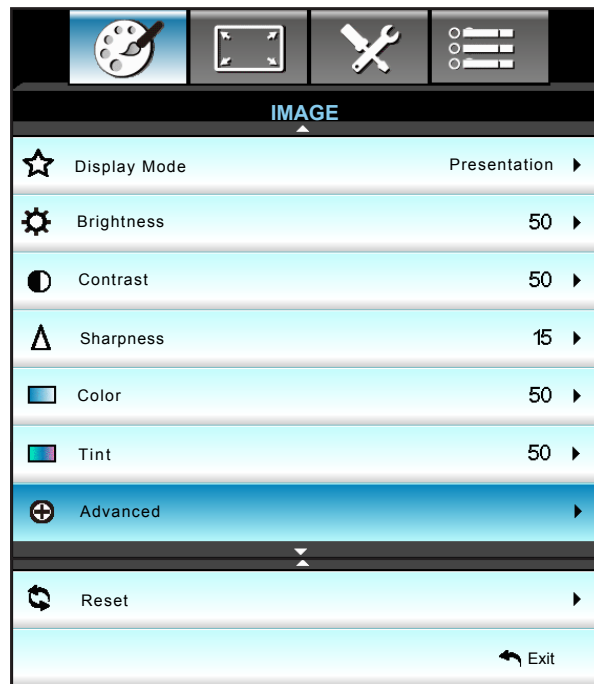 IMAGE
Display Mode Presentation
Brightness 50
Contrast 50
Sharpness 15
Color 50
Tint 50
Advanced
Reset
Exit